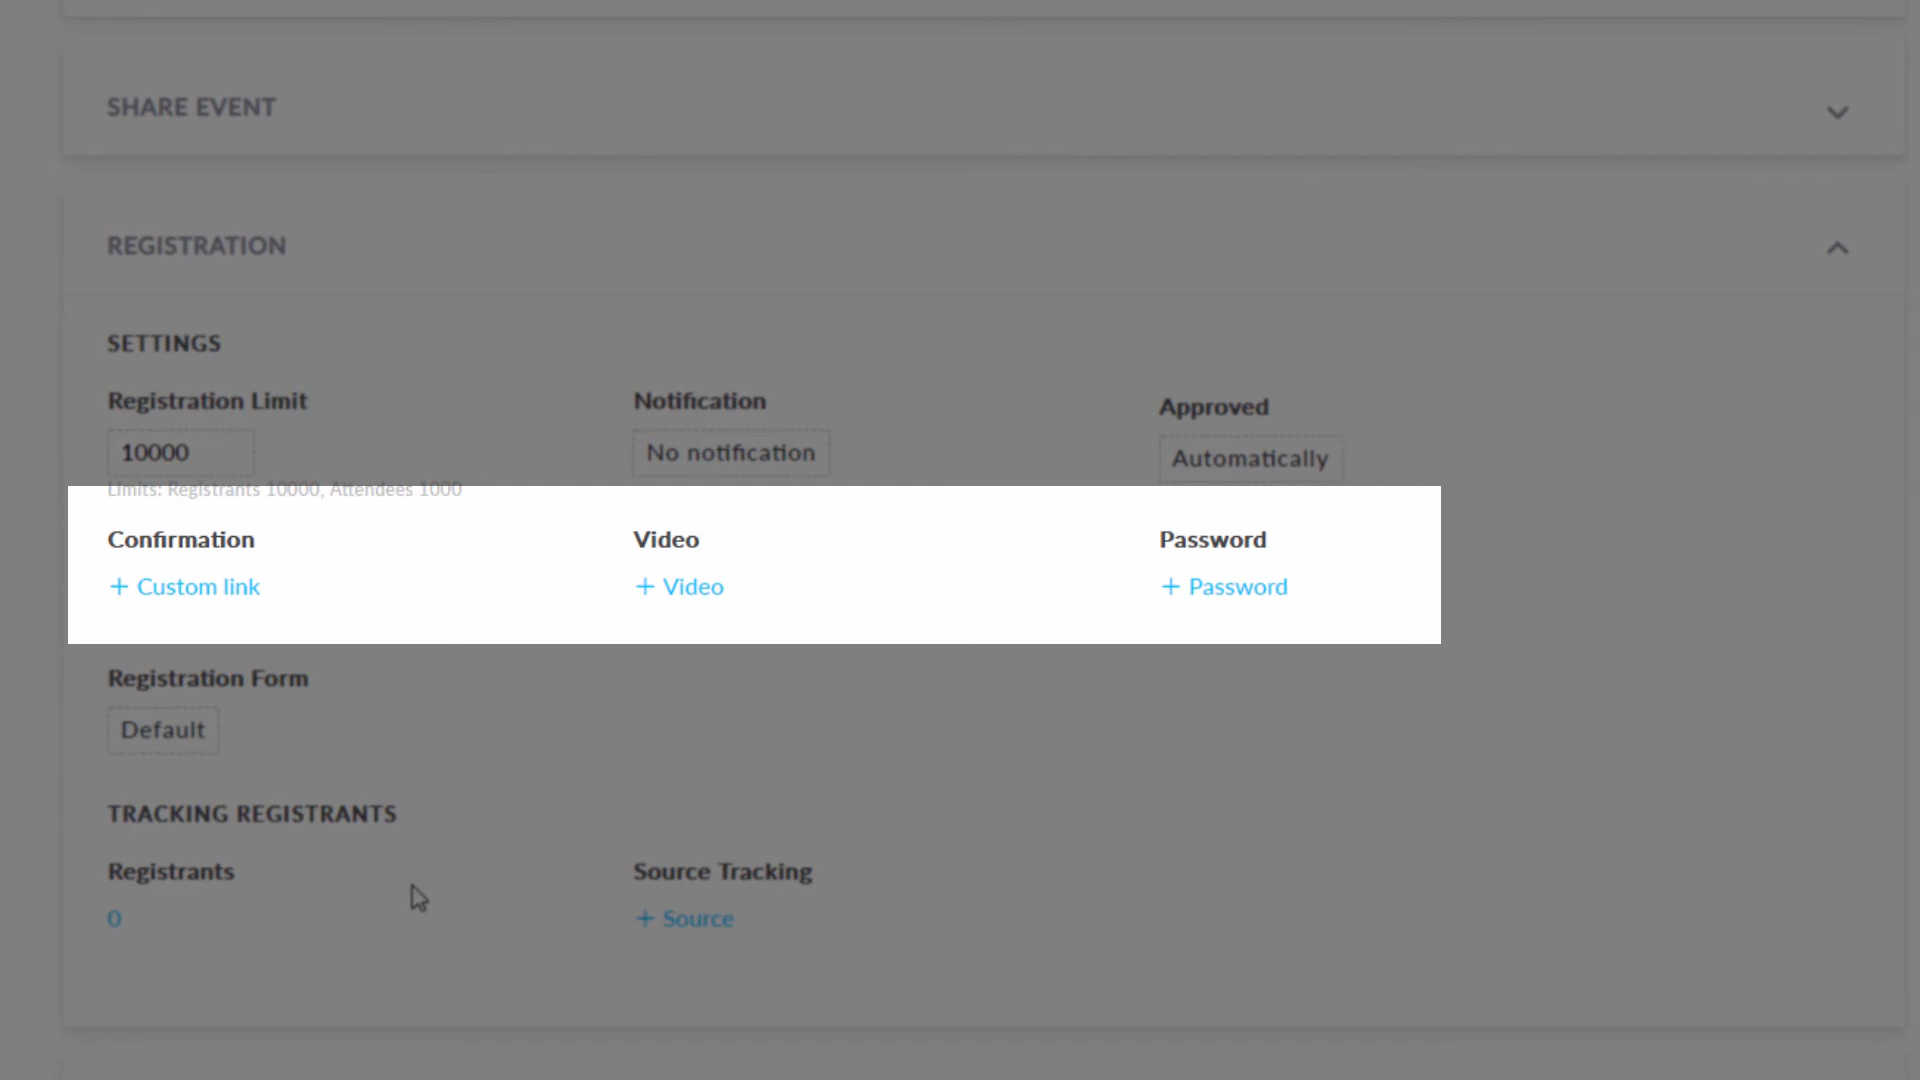 SHARE EVENT
REGISTRATION
SETTINGS
Registration Limit
Notification
Approved
10000
No notification
Automatically
Limits: Registrants 10000, Attendees 1000
Confirmation
Video
Password
+ Custom link
+ Video
+ Password
Registration Form
Default
TRACKING REGISTRANTS
Registrants
Source Tracking
0
+ Source